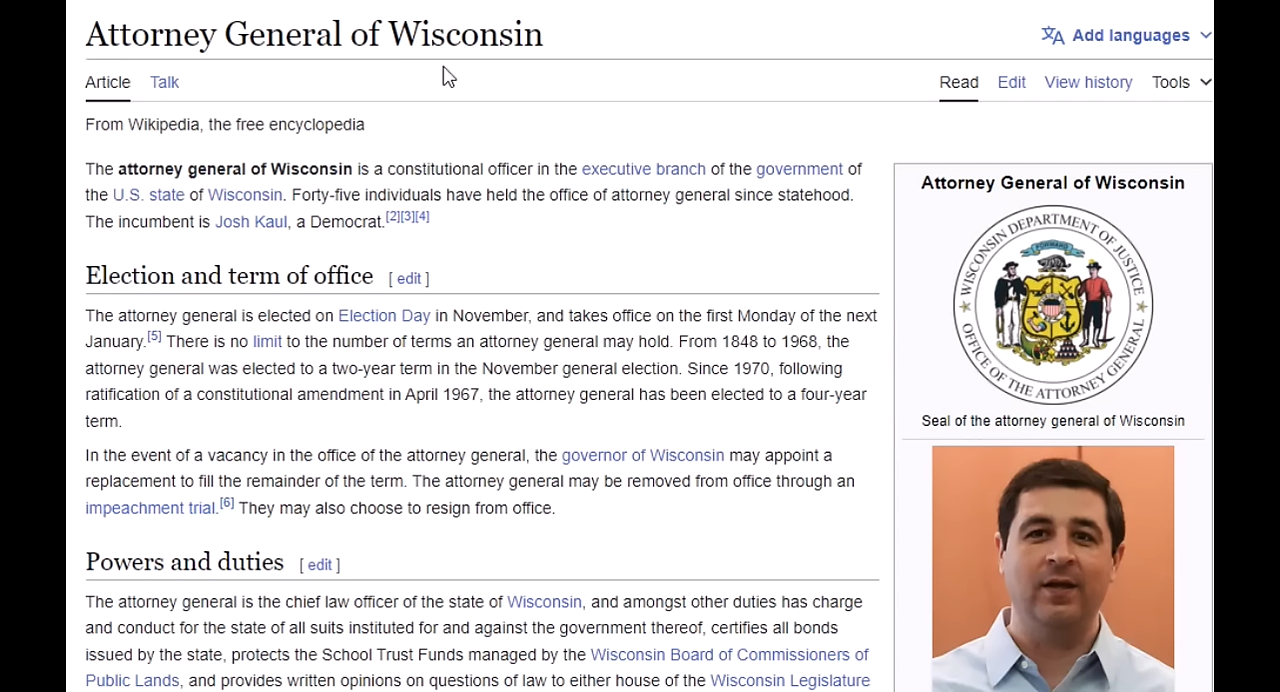 Attorney General of Wisconsin
Add languages
Article Talk
Read Edit View history Tools
From Wikipedia, the free encyclopedia
The attorney general of Wisconsin is a constitutional officer in the executive branch of the government of
the U.S. state of Wisconsin. Forty-five individuals have held the office of attorney general since statehood.
The incumbent is Josh Kaul, a Democrat.[2][3][4]
Election and term of office [ edit ]
The attorney general is elected on Election Day in November, and takes office on the first Monday of the next
January.[5] There is no limit to the number of terms an attorney general may hold. From 1848 to 1968, the
attorney general was elected to a two-year term in the November general election. Since 1970, following
ratification of a constitutional amendment in April 1967, the attorney general has been elected to a four-year
term.
In the event of a vacancy in the office of the attorney general, the governor of Wisconsin may appoint a
replacement to fill the remainder of the term. The attorney general may be removed from office through an
impeachment trial.[6] They may also choose to resign from office.
Powers and duties [ edit ]
The attorney general is the chief law officer of the state of Wisconsin, and amongst other duties has charge
and conduct for the state of all suits instituted for and against the government thereof, certifies all bonds
issued by the state, protects the School Trust Funds managed by the Wisconsin Board of Commissioners of
Public Lands, and provides written opinions on questions of law to either house of the Wisconsin Legislature
Attorney General of Wisconsin
WISCONSIN DEPARTMENT OF JUSTICE
FORWARD
OFFICE OF THE ATTORNEY GENERAL
Seal of the attorney general of Wisconsin